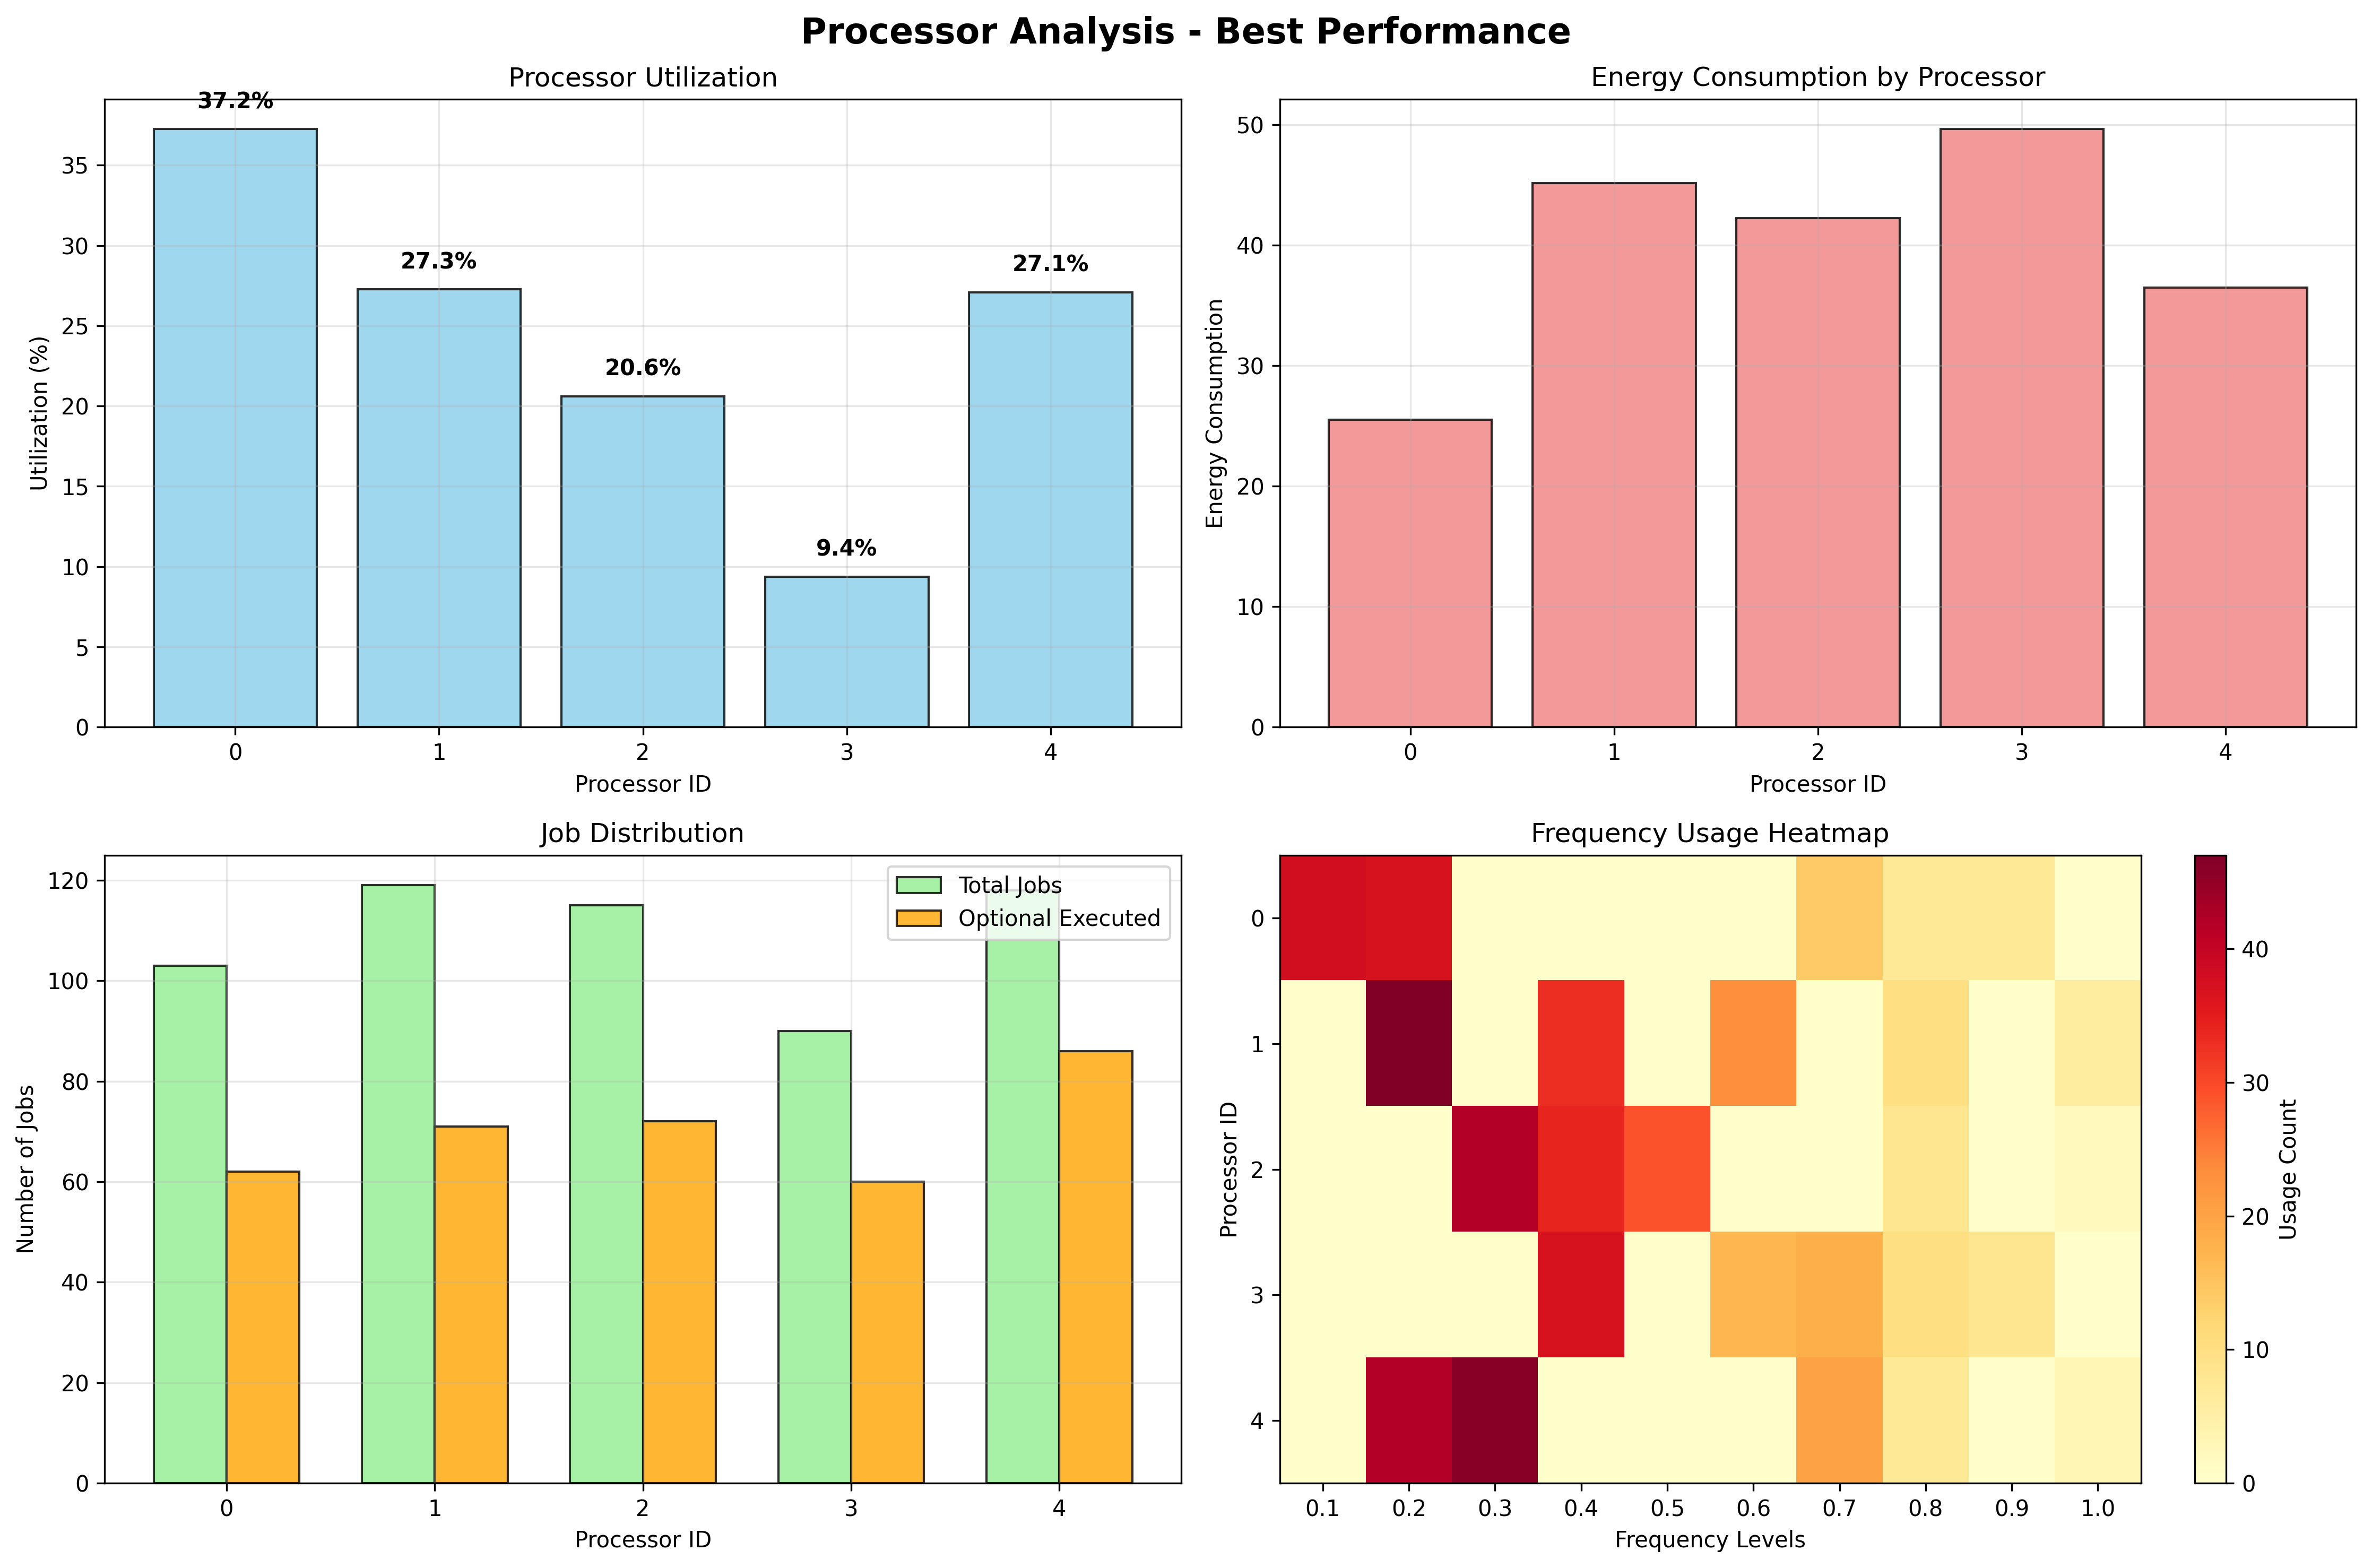 Processor Analysis - Best Performance
Processor Utilization
37.2%
27.3%
20.6%
9.4%
27.1%
Utilization (%)
35
30
25
20
15
10
5
0
0 1 2 3 4
Processor ID
Energy Consumption by Processor
Energy Consumption
50
40
30
20
10
0
0 1 2 3 4
Processor ID
Job Distribution
Total Jobs
Optional Executed
Number of Jobs
120
100
80
60
40
20
0
0 1 2 3 4
Processor ID
Frequency Usage Heatmap
Processor ID
0
1
2
3
4
0.1 0.2 0.3 0.4 0.5 0.6 0.7 0.8 0.9 1.0
Frequency Levels
40
30
20
10
0
Usage Count